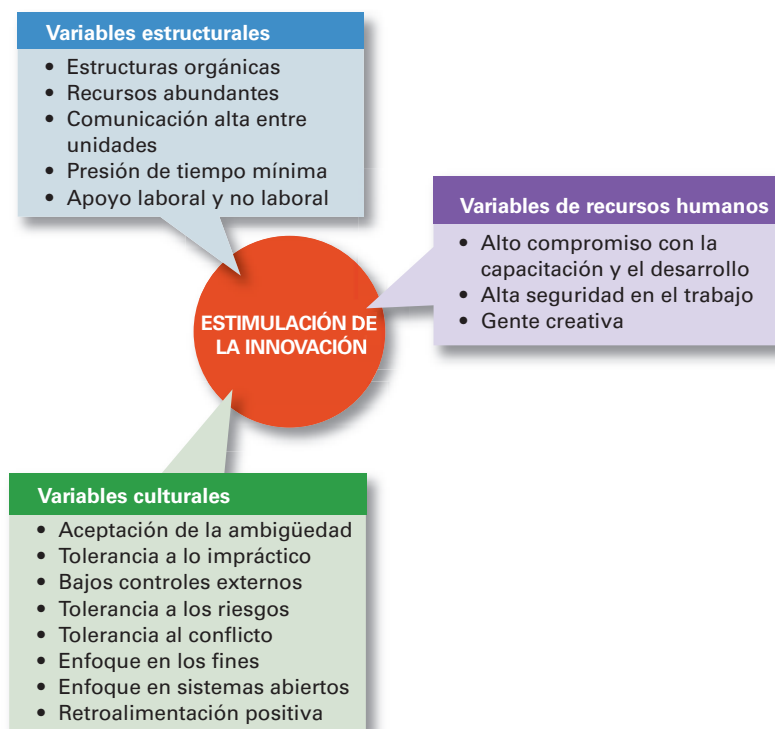 Variables estructurales
• Estructuras orgánicas
• Recursos abundantes
• Comunicación alta entre
unidades
• Presión de tiempo mínima
• Apoyo laboral y no laboral
Variables de recursos humanos
• Alto compromiso con la
capacitación y el desarrollo
• Alta seguridad en el trabajo
• Gente creativa
ESTIMULACIÓN DE
LA INNOVACIÓN
Variables culturales
• Aceptación de la ambigüedad
• Tolerancia a lo impráctico
• Bajos controles externos
• Tolerancia a los riesgos
• Tolerancia al conflicto
• Enfoque en los fines
• Enfoque en sistemas abiertos
• Retroalimentación positiva